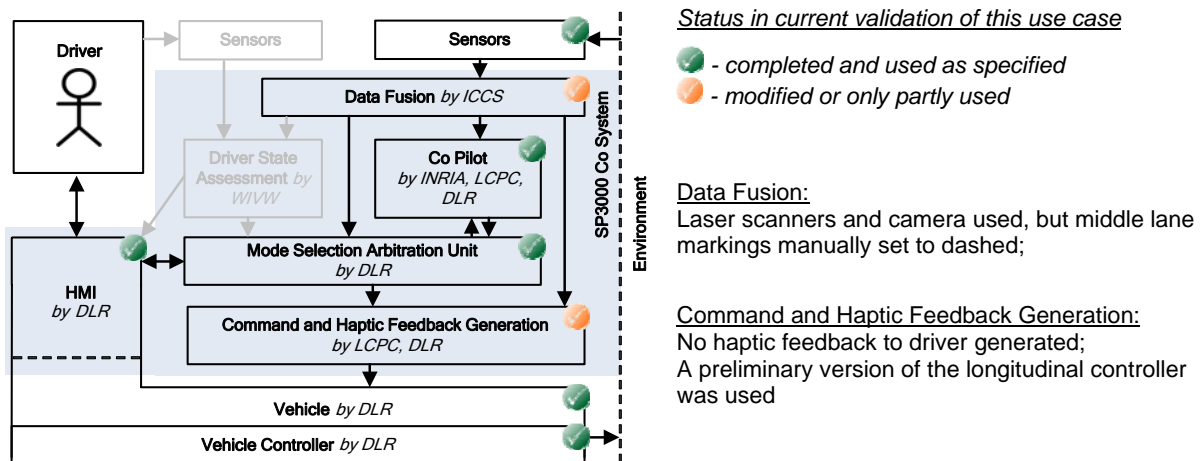 Driver
Sensors
Sensors
Data Fusion by ICCS
Driver State
Assessment by
WIVW
Co Pilot
by INRIA, LCPC,
DLR
Mode Selection Arbitration Unit
by DLR
HMI
by DLR
Command and Haptic Feedback Generation
by LCPC, DLR
Vehicle by DLR
Vehicle Controller by DLR
SP3000 Co System
Environment
Status in current validation of this use case
- completed and used as specified
- modified or only partly used
Data Fusion:
Laser scanners and camera used, but middle lane
markings manually set to dashed;
Command and Haptic Feedback Generation:
No haptic feedback to driver generated;
A preliminary version of the longitudinal controller
was used